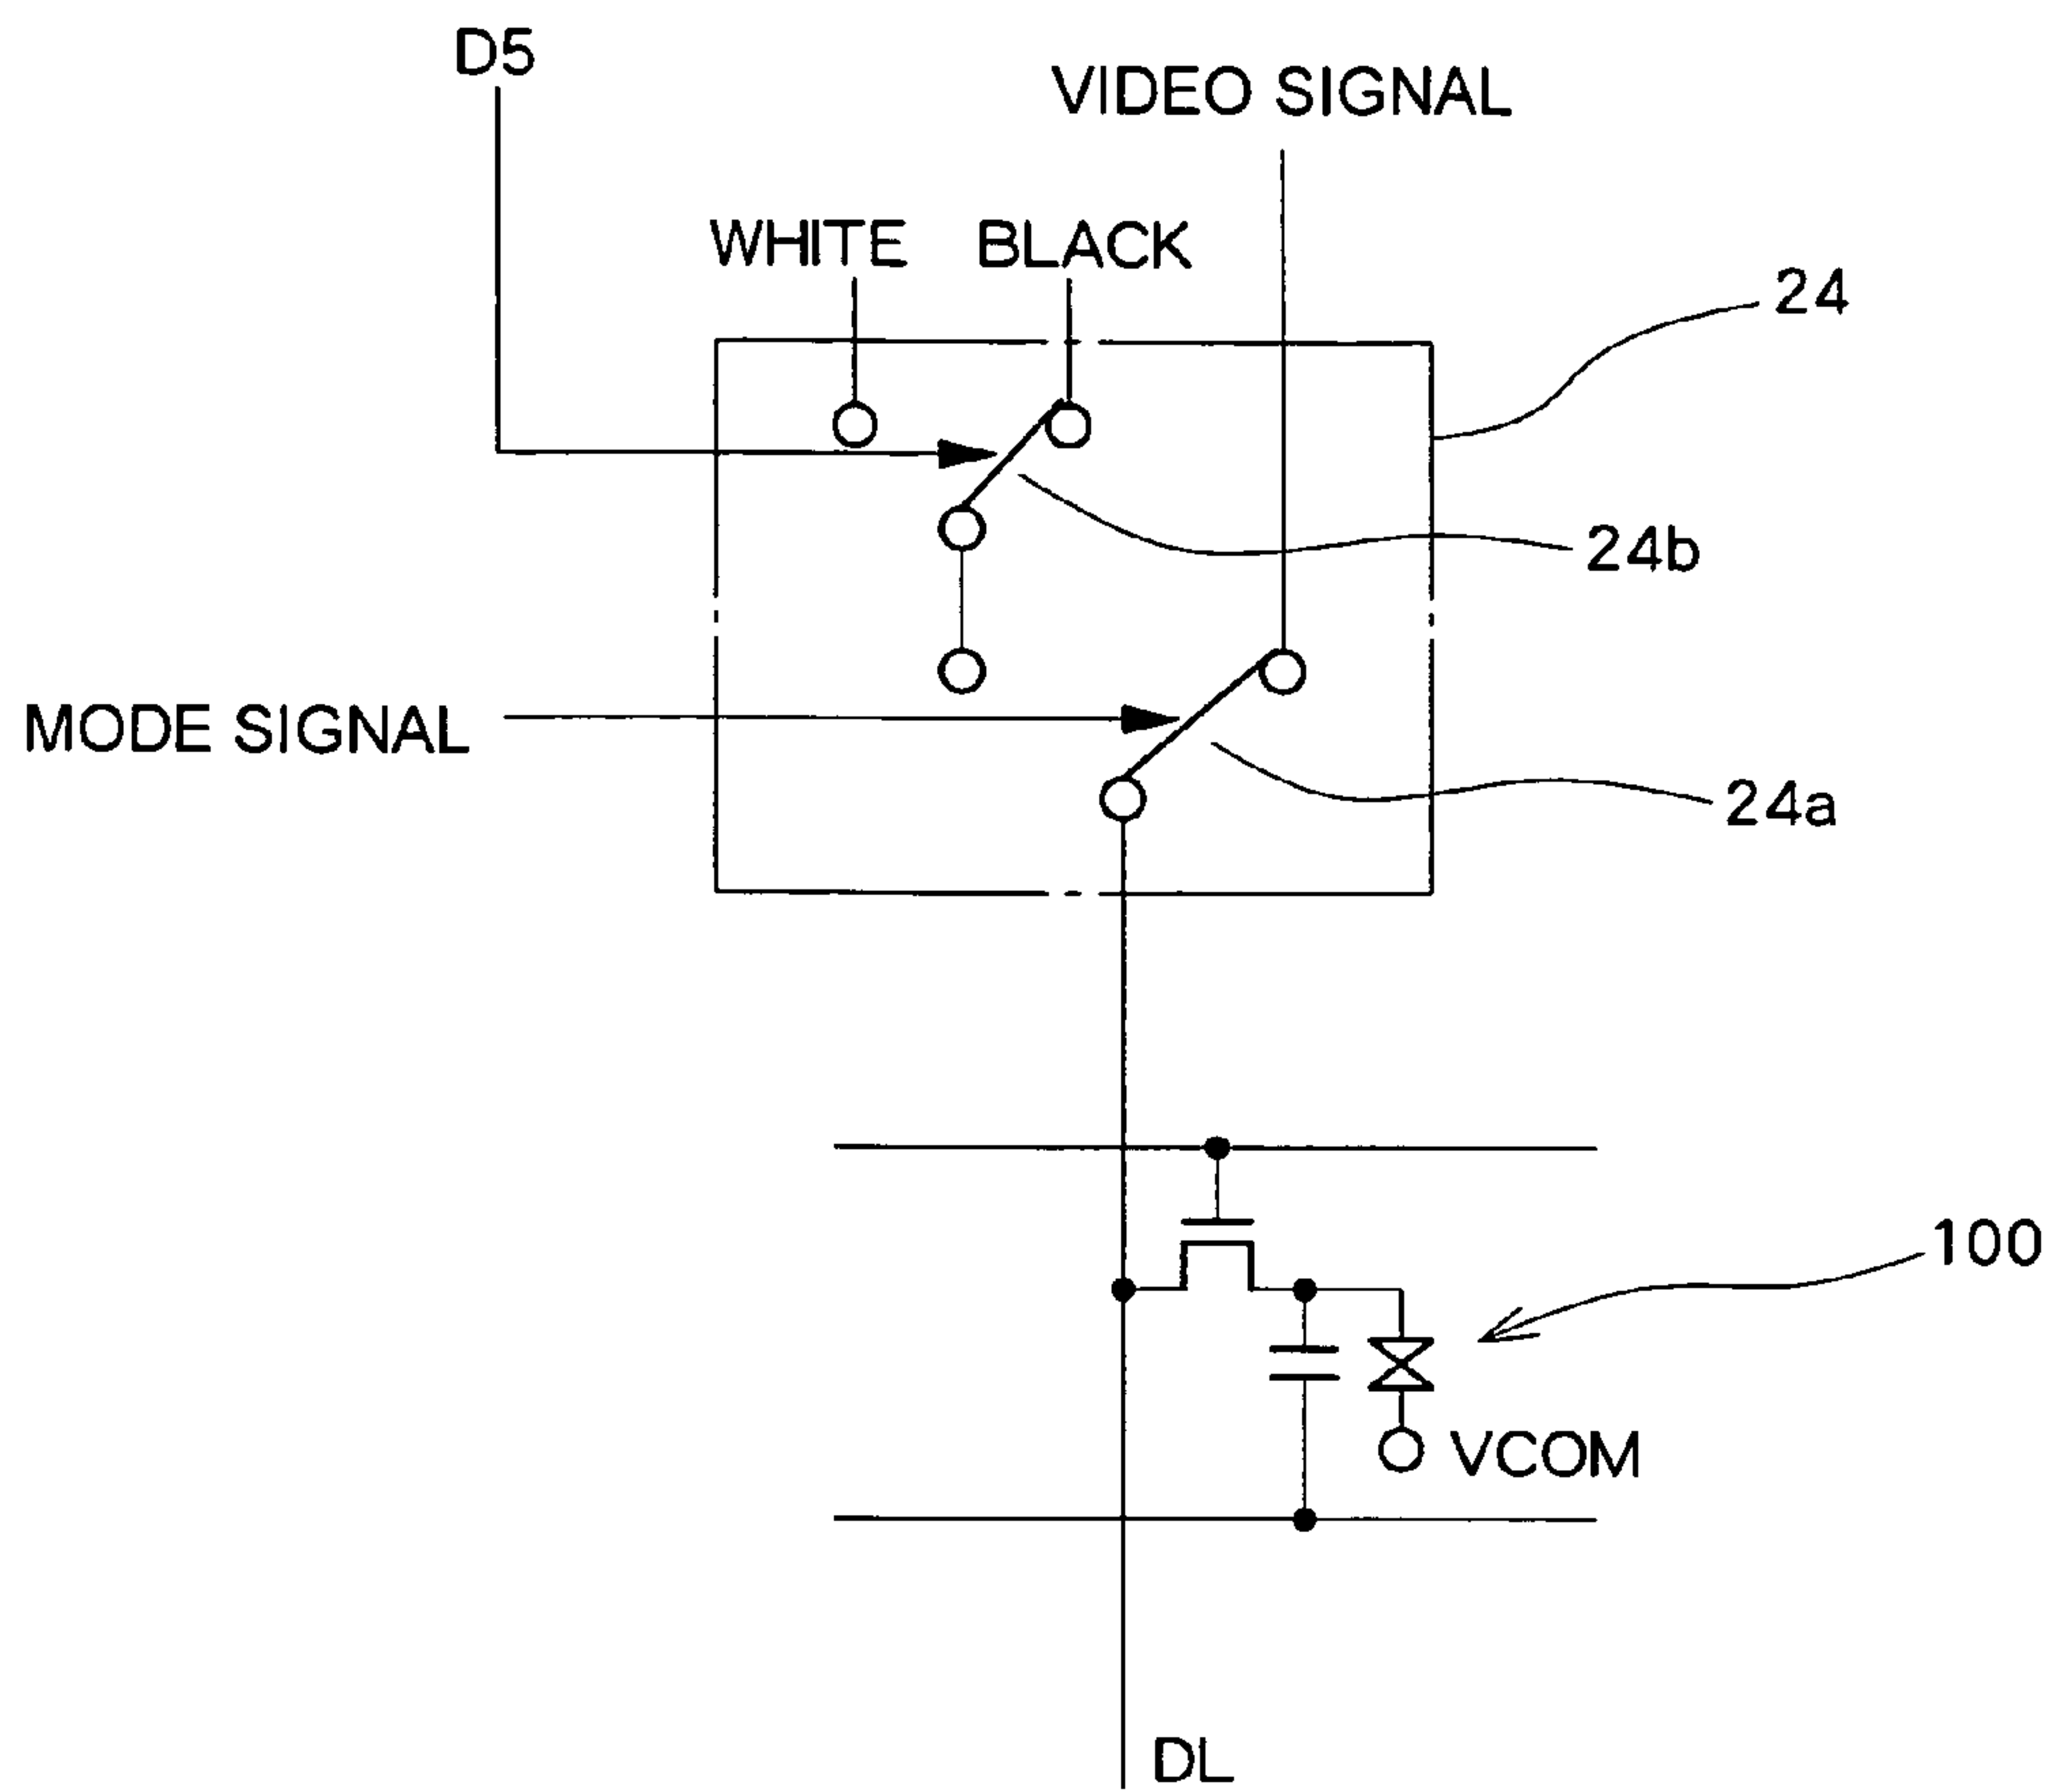 D5
VIDEO SIGNAL
WHITE
BLACK
24
24b
MODE SIGNAL
24a
100
VCOM
DL